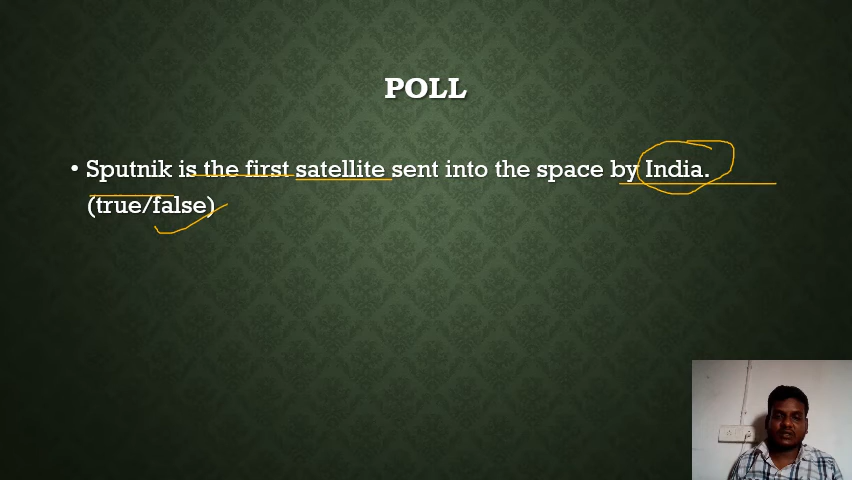 POLL
• Sputnik is the first satellite sent into the space by India.
(true/false)